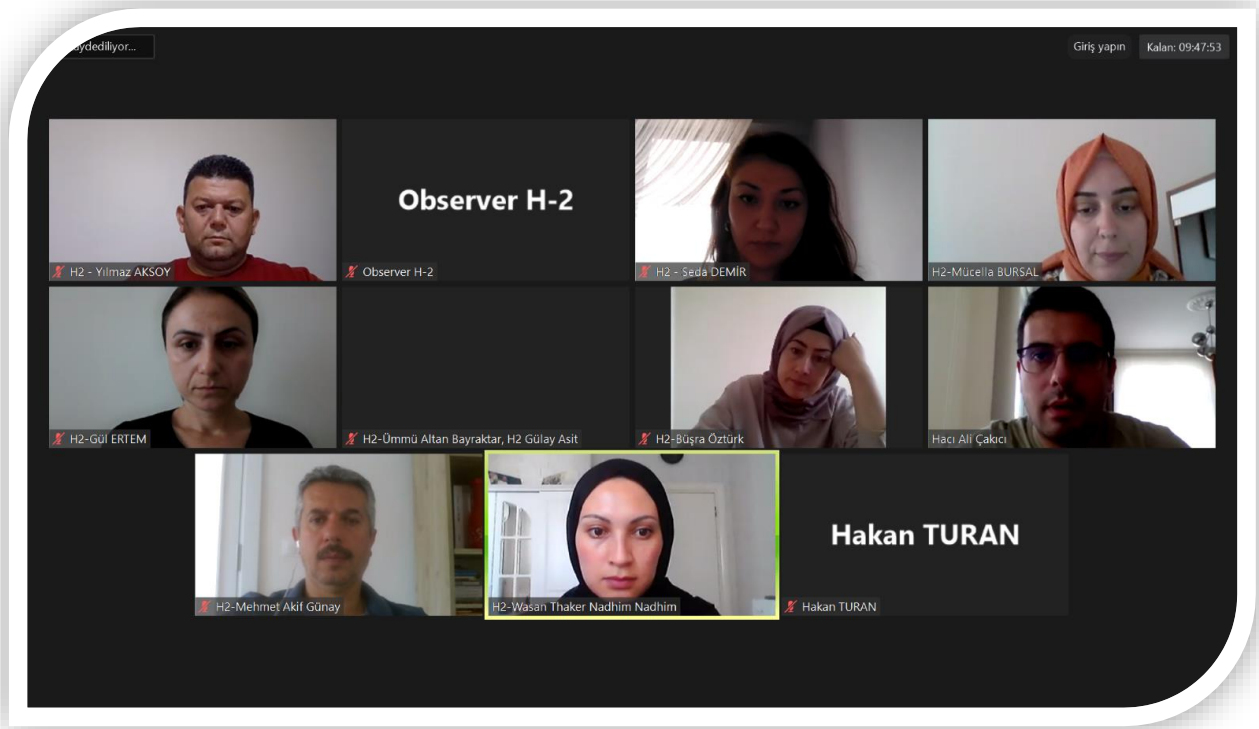 aydediliyor...
Giriş yapın
Kalan: 09:47:53
H2 - Yılmaz AKSOY
Observer H-2
Observer H-2
H2 - Seda DEMİR
H2-Mücella BURSAL
H2-Gül ERTEM
H2-Ümmü Altan Bayraktar, H2 Gülay Asit
H2-Büşra Öztürk
Hacı Ali Çakıcı
H2-Mehmet Akif Günay
H2-Wasan Thaker Nadhim Nadhim
Hakan TURAN
Hakan TURAN